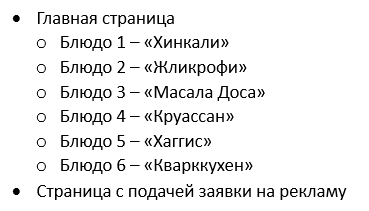 • Главная страница
o Блюдо 1 – «Хинкали»
o Блюдо 2 – «Жликрофи»
o Блюдо 3 – «Масала Доса»
o Блюдо 4 – «Круассан»
o Блюдо 5 – «Хаггис»
o Блюдо 6 – «Кварккухен»
• Страница с подачей заявки на рекламу